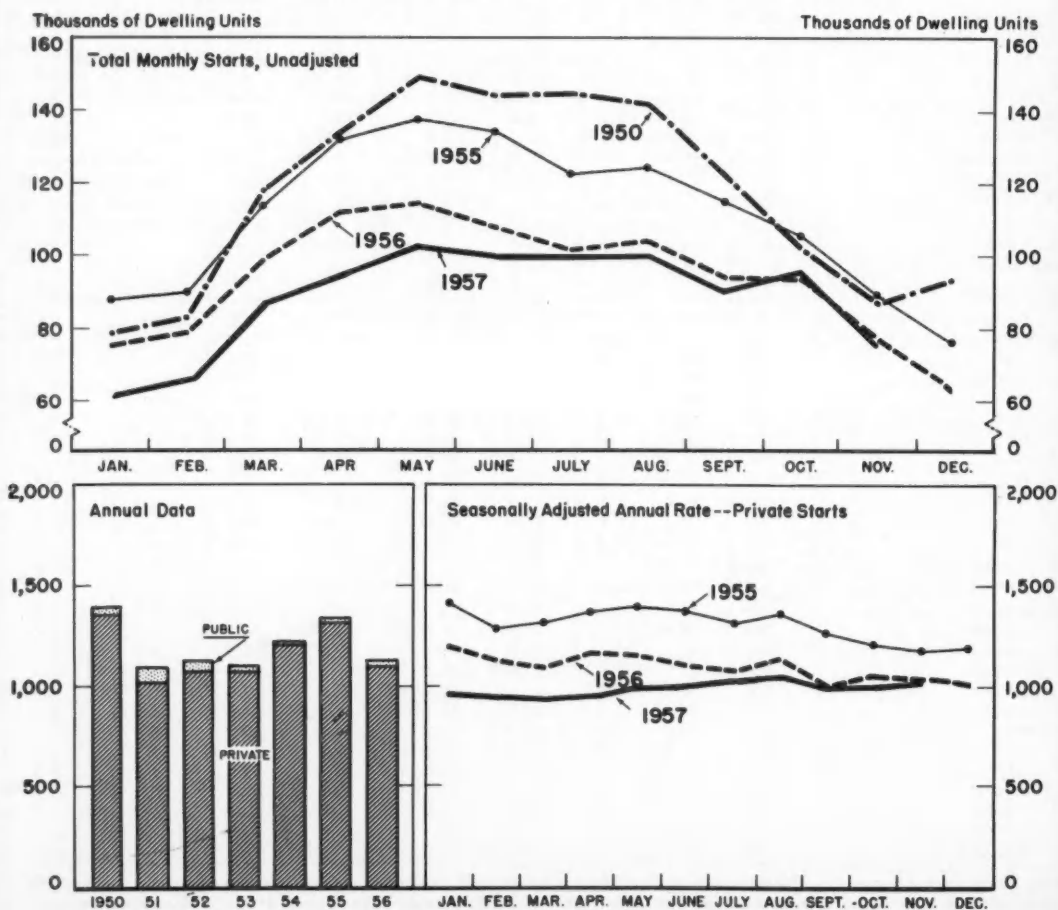 Thousands of Dwelling Units Thousands of Dwelling Units
160 160
Total Monthly Starts, Unadjusted
140 140
1950
1955
120 120
1956
100 100
1957
80 80
60 60
0 0
JAN. FEB. MAR. APR MAY JUNE JULY AUG. SEPT. OCT. NOV. DEC.
2,000 2,000
Annual Data Seasonally Adjusted Annual Rate--Private Starts
1,500 1,500
1955
PUBLIC
1,000 1,000
1956
1957
PRIVATE
500 500
0 0
1950 51 52 53 54 55 56 JAN. FEB. MAR. APR. MAY JUNE JULY AUG. SEPT. -OCT. NOV. DEC.